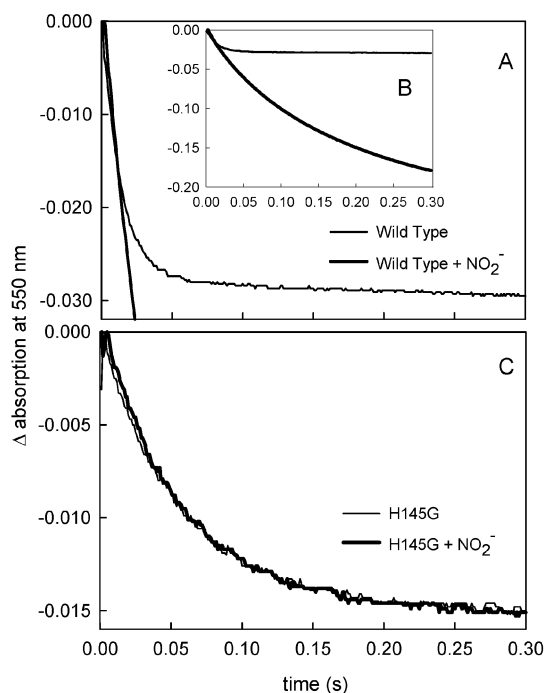 0.000
-0.010
-0.020
-0.030
A
0.00
-0.05
-0.10
-0.15
-0.20
B
0.00 0.05 0.10 0.15 0.20 0.25 0.30
Wild Type
Wild Type + NO₂⁻
Δ absorption at 550 nm
0.000
-0.005
-0.010
-0.015
C
H145G
H145G + NO₂⁻
0.00 0.05 0.10 0.15 0.20 0.25 0.30
time (s)